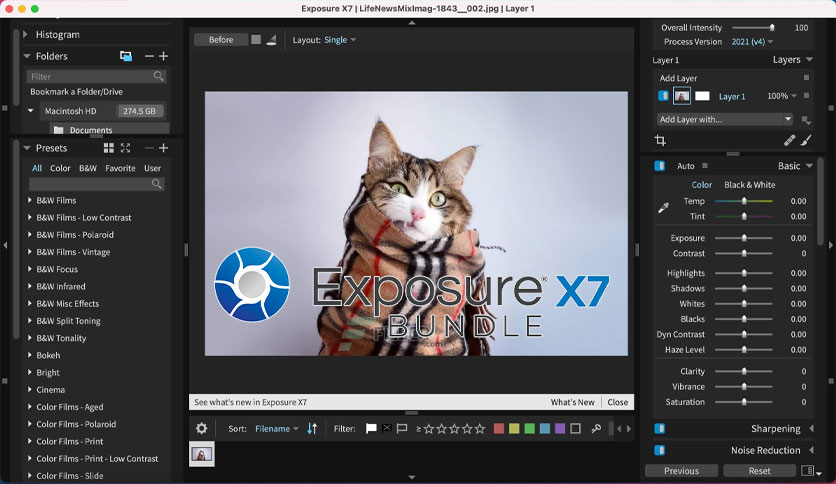 Exposure X7 | LifeNewsMixImag-1843__002.jpg | Layer 1
Histogram
Folders
Filter
Bookmark a Folder/Drive
Macintosh HD 274.5 GB
Documents
Presets
All Color B&W Favorite User
B&W Films
B&W Films - Low Contrast
B&W Films - Polaroid
B&W Films - Vintage
B&W Focus
B&W Infrared
B&W Misc Effects
B&W Split Toning
B&W Tonality
Bokeh
Bright
Cinema
Color Films - Aged
Color Films - Polaroid
Color Films - Print
Color Films - Print - Low Contrast
Color Films - Slide
Before Layout: Single
Exposure® X7
BUNDLE
See what's new in Exposure X7 What's New Close
Sort: Filename Filter: ≥
Overall Intensity 100
Process Version 2021 (v4)
Layer 1 Layers
Add Layer
Layer 1 100%
Add Layer with...
Auto Basic
Color Black & White
Temp 0.00
Tint 0.00
Exposure 0.00
Contrast 0
Highlights 0.00
Shadows 0.00
Whites 0.00
Blacks 0.00
Dyn Contrast 0.00
Haze Level 0.00
Clarity 0
Vibrance 0
Saturation 0
Sharpening
Noise Reduction
Previous Reset